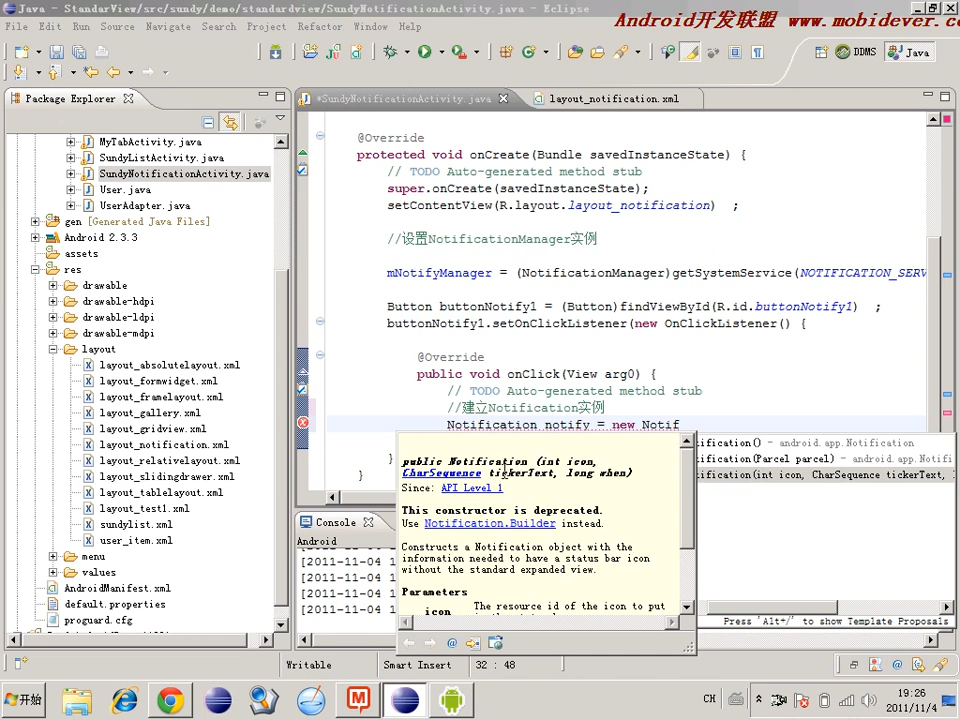 Java - StandarView/src/sundy/demo/standardview/SundyNotificationActivity.java - Eclipse
File Edit Run Source Navigate Search Project Refactor Window Help
Android开发联盟 www.mobidever.co
DDMS
Java
Package Explorer
*SundyNotificationActivity.java
layout_notification.xml
MyTabActivity.java
SundyListActivity.java
SundyNotificationActivity.java
User.java
UserAdapter.java
gen [Generated Java Files]
Android 2.3.3
assets
res
drawable
drawable-hdpi
drawable-ldpi
drawable-mdpi
layout
layout_absolutelayout.xml
layout_formwidget.xml
layout_framelayout.xml
layout_gallery.xml
layout_gridview.xml
layout_notification.xml
layout_relativelayout.xml
layout_slidingdrawer.xml
layout_tablelayout.xml
layout_test1.xml
sundylist.xml
user_item.xml
menu
values
AndroidManifest.xml
default.properties
proguard.cfg
@Override
protected void onCreate(Bundle savedInstanceState) {
// TODO Auto-generated method stub
super.onCreate(savedInstanceState);
setContentView(R.layout.layout_notification) ;
//设置NotificationManager实例
mNotifyManager = (NotificationManager)getSystemService(NOTIFICATION_SERV
Button buttonNotify1 = (Button)findViewById(R.id.buttonNotify1) ;
buttonNotify1.setOnClickListener(new OnClickListener() {
@Override
public void onClick(View arg0) {
// TODO Auto-generated method stub
//建立Notification实例
Notification notify = new Notif
}
}
public Notification (int icon,
CharSequence tickerText, long when)
Since: API Level 1
This constructor is deprecated.
Use Notification.Builder instead.
Constructs a Notification object with the
information needed to have a status bar icon
without the standard expanded view.
Parameters
icon The resource id of the icon to put
ification() - android.app.Notification
ification(Parcel parcel) - android.app.Notifi
ification(int icon, CharSequence tickerText,
Press 'Alt+/' to show Template Proposals
Console
Android
[2011-11-04 1
[2011-11-04 1
[2011-11-04 1
[2011-11-04 1
Writable
Smart Insert
32 : 48
开始
CH
19:26
2011/11/4